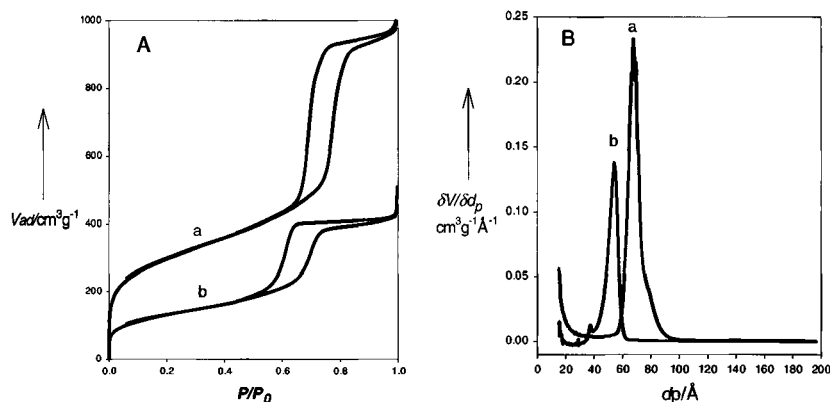 A
1000
800
600
400
200
0
Vad/cm³g⁻¹
a
b
0.0 0.2 0.4 0.6 0.8 1.0
P/P₀
B
0.25
0.20
0.15
0.10
0.05
0.00
δV/δdₚ
cm³g⁻¹Å⁻¹
a
b
0 20 40 60 80 100 120 140 160 180 200
dp/Å